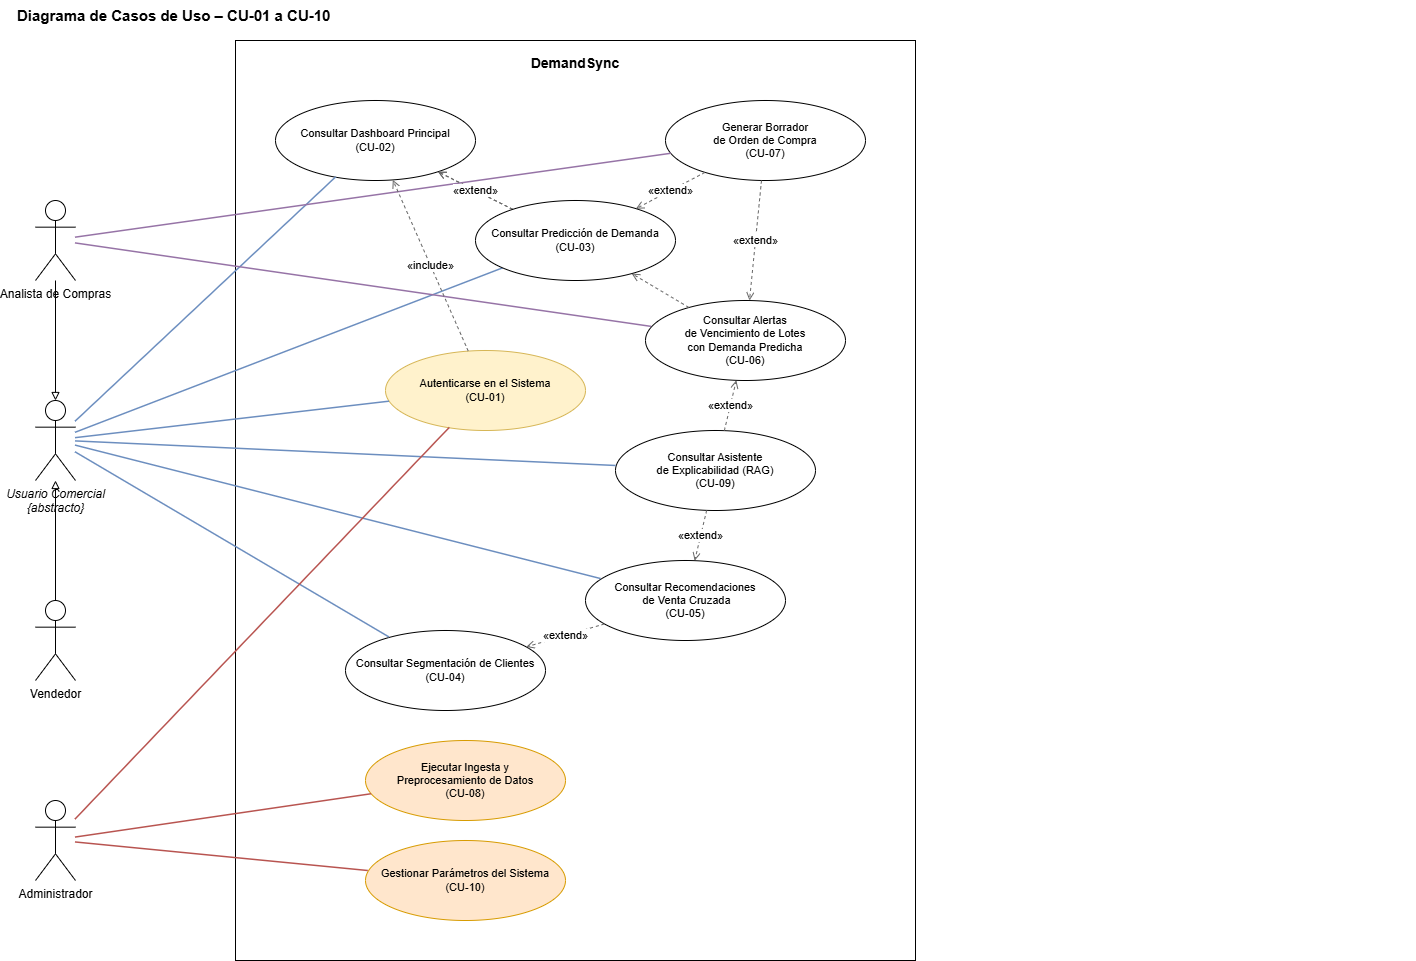 Diagrama de Casos de Uso – CU-01 a CU-10
DemandSync
Consultar Dashboard Principal
(CU-02)
Generar Borrador
de Orden de Compra
(CU-07)
«extend»
«extend»
Consultar Predicción de Demanda
(CU-03)
«extend»
«include»
Analista de Compras
Consultar Alertas
de Vencimiento de Lotes
con Demanda Predicha
(CU-06)
Autenticarse en el Sistema
(CU-01)
«extend»
Consultar Asistente
de Explicabilidad (RAG)
(CU-09)
Usuario Comercial
{abstracto}
«extend»
Consultar Recomendaciones
de Venta Cruzada
(CU-05)
«extend»
Consultar Segmentación de Clientes
(CU-04)
Vendedor
Ejecutar Ingesta y
Preprocesamiento de Datos
(CU-08)
Gestionar Parámetros del Sistema
(CU-10)
Administrador